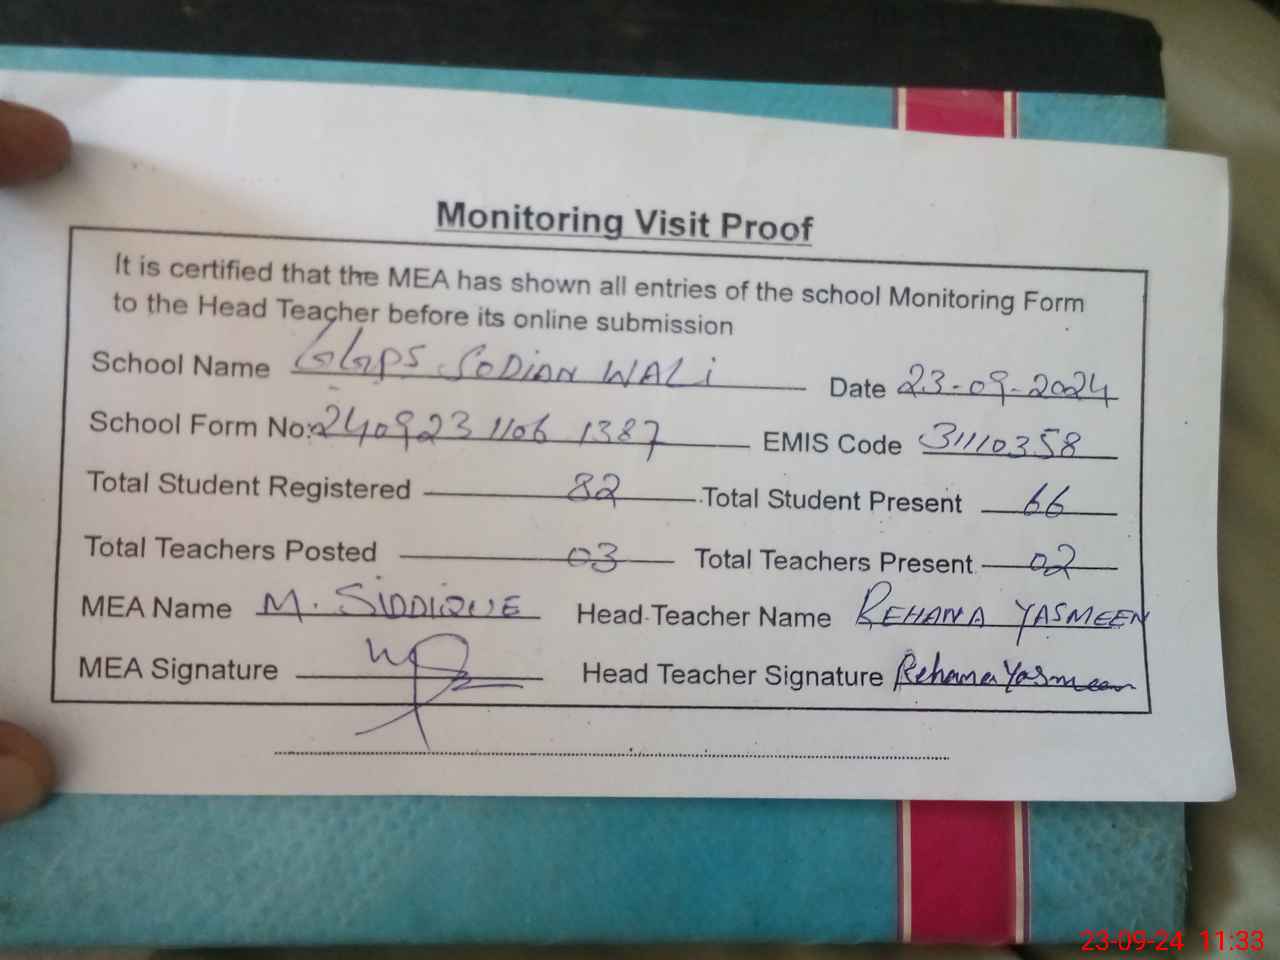 Monitoring Visit Proof
It is certified that the MEA has shown all entries of the school Monitoring Form
to the Head Teacher before its online submission
School Name GGPS. SODIAN WALI Date 23-09-2024
School Form No: 240923 1106 1387 EMIS Code 31110358
Total Student Registered 82 Total Student Present 66
Total Teachers Posted 03 Total Teachers Present 02
MEA Name M. SIDDIQUE Head Teacher Name REHANA YASMEEN
MEA Signature Head Teacher Signature Rehana Yasmeen
23-09-24 11:33